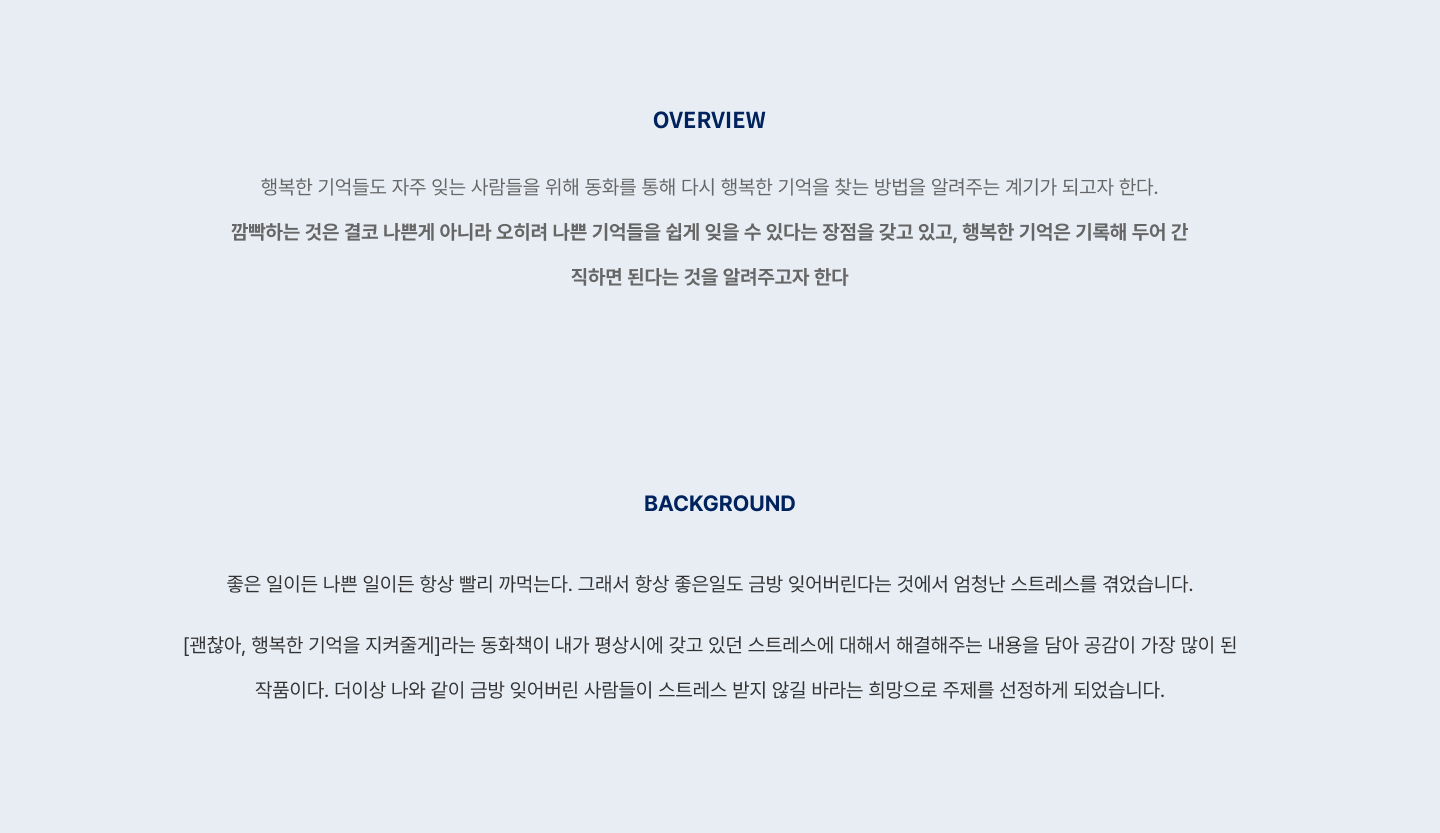 OVERVIEW
행복한 기억들도 자주 잊는 사람들을 위해 동화를 통해 다시 행복한 기억을 찾는 방법을 알려주는 계기가 되고자 한다.
깜빡하는 것은 결코 나쁜게 아니라 오히려 나쁜 기억들을 쉽게 잊을 수 있다는 장점을 갖고 있고, 행복한 기억은 기록해 두어 간
직하면 된다는 것을 알려주고자 한다
BACKGROUND
좋은 일이든 나쁜 일이든 항상 빨리 까먹는다. 그래서 항상 좋은일도 금방 잊어버린다는 것에서 엄청난 스트레스를 겪었습니다.
[괜찮아, 행복한 기억을 지켜줄게]라는 동화책이 내가 평상시에 갖고 있던 스트레스에 대해서 해결해주는 내용을 담아 공감이 가장 많이 된
작품이다. 더이상 나와 같이 금방 잊어버린 사람들이 스트레스 받지 않길 바라는 희망으로 주제를 선정하게 되었습니다.